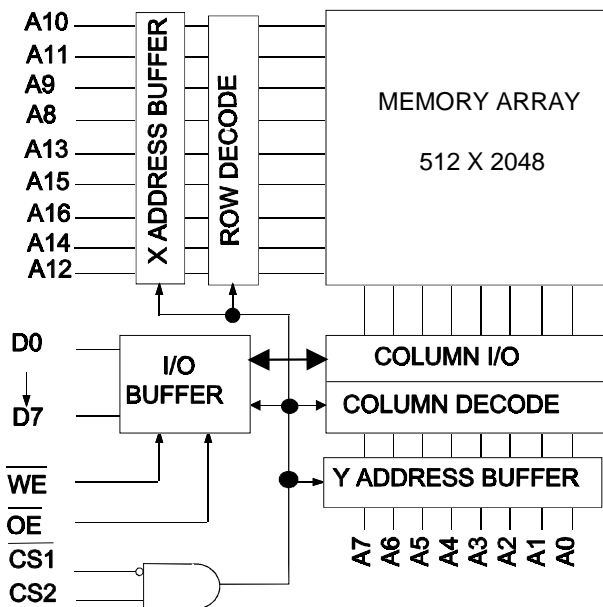 A10
A11
A9
A8
A13
A15
A16
A14
A12
X ADDRESS BUFFER
ROW DECODE
MEMORY ARRAY
512 X 2048
D0
D7
I/O
BUFFER
COLUMN I/O
COLUMN DECODE
WE
OE
CS1
CS2
Y ADDRESS BUFFER
A7
A6
A5
A4
A3
A2
A1
A0